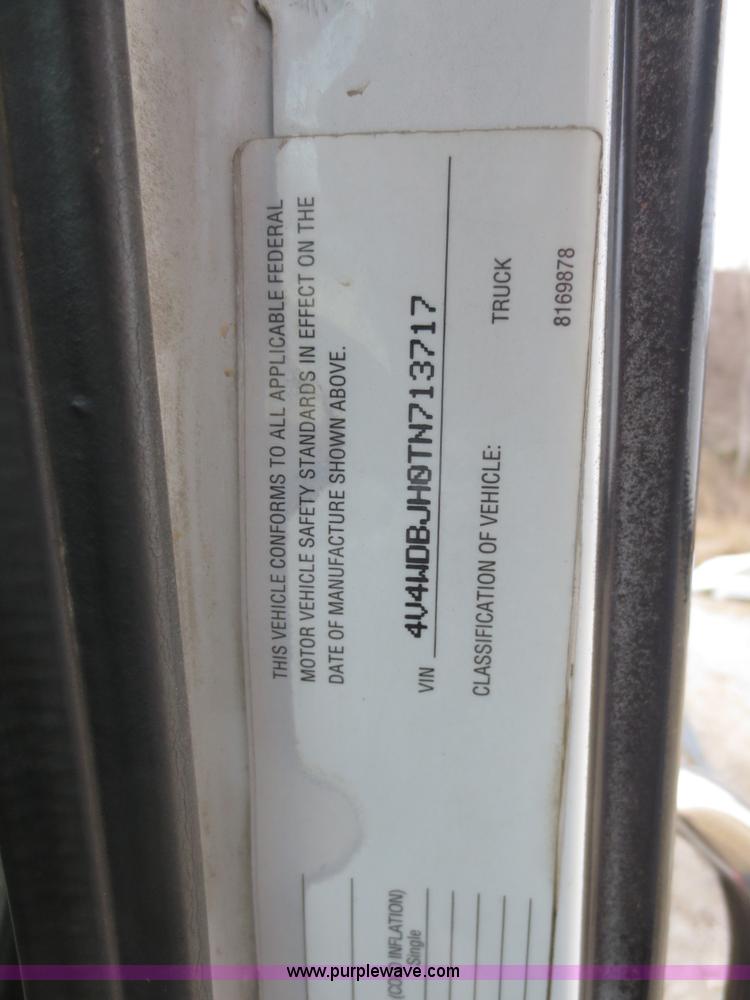 THIS VEHICLE CONFORMS TO ALL APPLICABLE FEDERAL
MOTOR VEHICLE SAFETY STANDARDS IN EFFECT ON THE
DATE OF MANUFACTURE SHOWN ABOVE.
VIN 4V4WDBJH0TN713717
CLASSIFICATION OF VEHICLE: TRUCK
8169878
INFLATION)
Single
www.purplewave.com